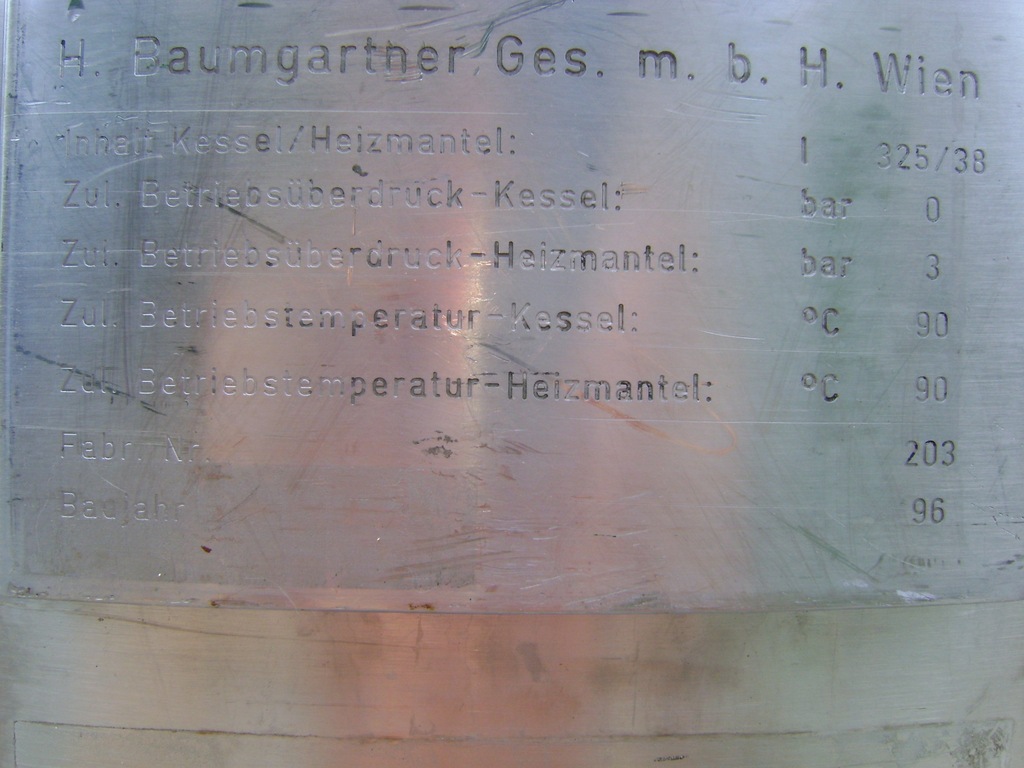 H. Baumgartner Ges. m. b. H. Wien
Inhalt-Kessel/Heizmantel: l 325/38
Zul. Betriebsüberdruck-Kessel: bar 0
Zul. Betriebsüberdruck-Heizmantel: bar 3
Zul. Betriebstemperatur-Kessel: °C 90
Zul. Betriebstemperatur-Heizmantel: °C 90
Fabr. Nr. 203
Baujahr 96